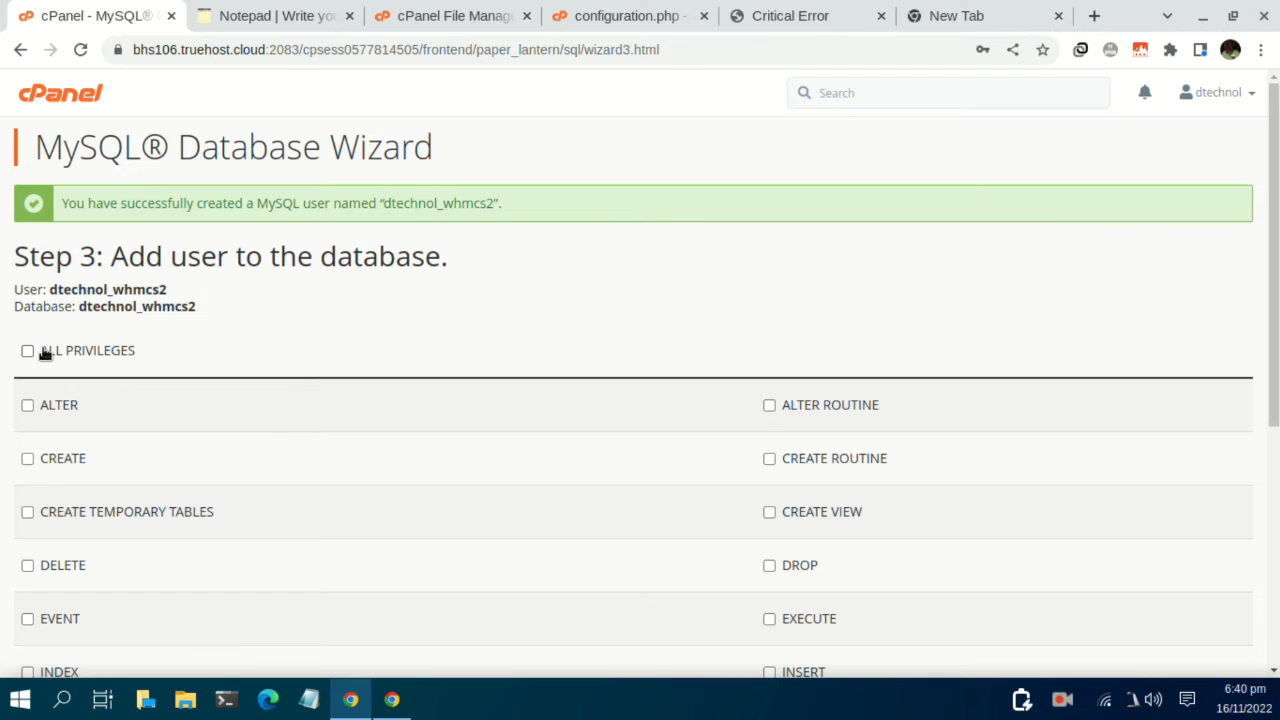 cPanel - MySQL®
Notepad | Write yo
cPanel File Manag
configuration.php -
Critical Error
New Tab
bhs106.truehost.cloud:2083/cpsess0577814505/frontend/paper_lantern/sql/wizard3.html
cPanel
Search
dtechnol
MySQL® Database Wizard
You have successfully created a MySQL user named “dtechnol_whmcs2”.
Step 3: Add user to the database.
User: dtechnol_whmcs2
Database: dtechnol_whmcs2
ALL PRIVILEGES
ALTER
ALTER ROUTINE
CREATE
CREATE ROUTINE
CREATE TEMPORARY TABLES
CREATE VIEW
DELETE
DROP
EVENT
EXECUTE
INDEX
INSERT
6:40 pm
16/11/2022